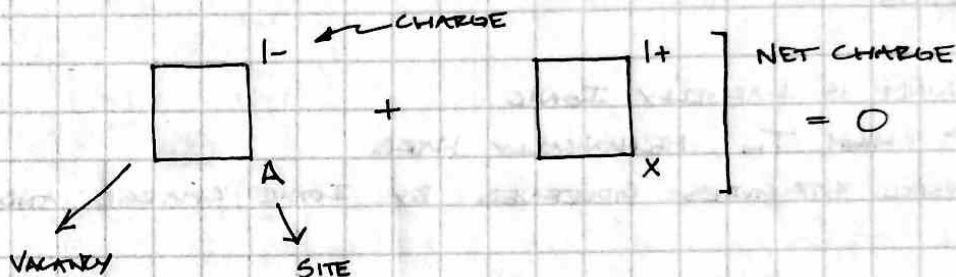 CHARGE
1- + 1+ NET CHARGE
A X = 0
VACANCY SITE